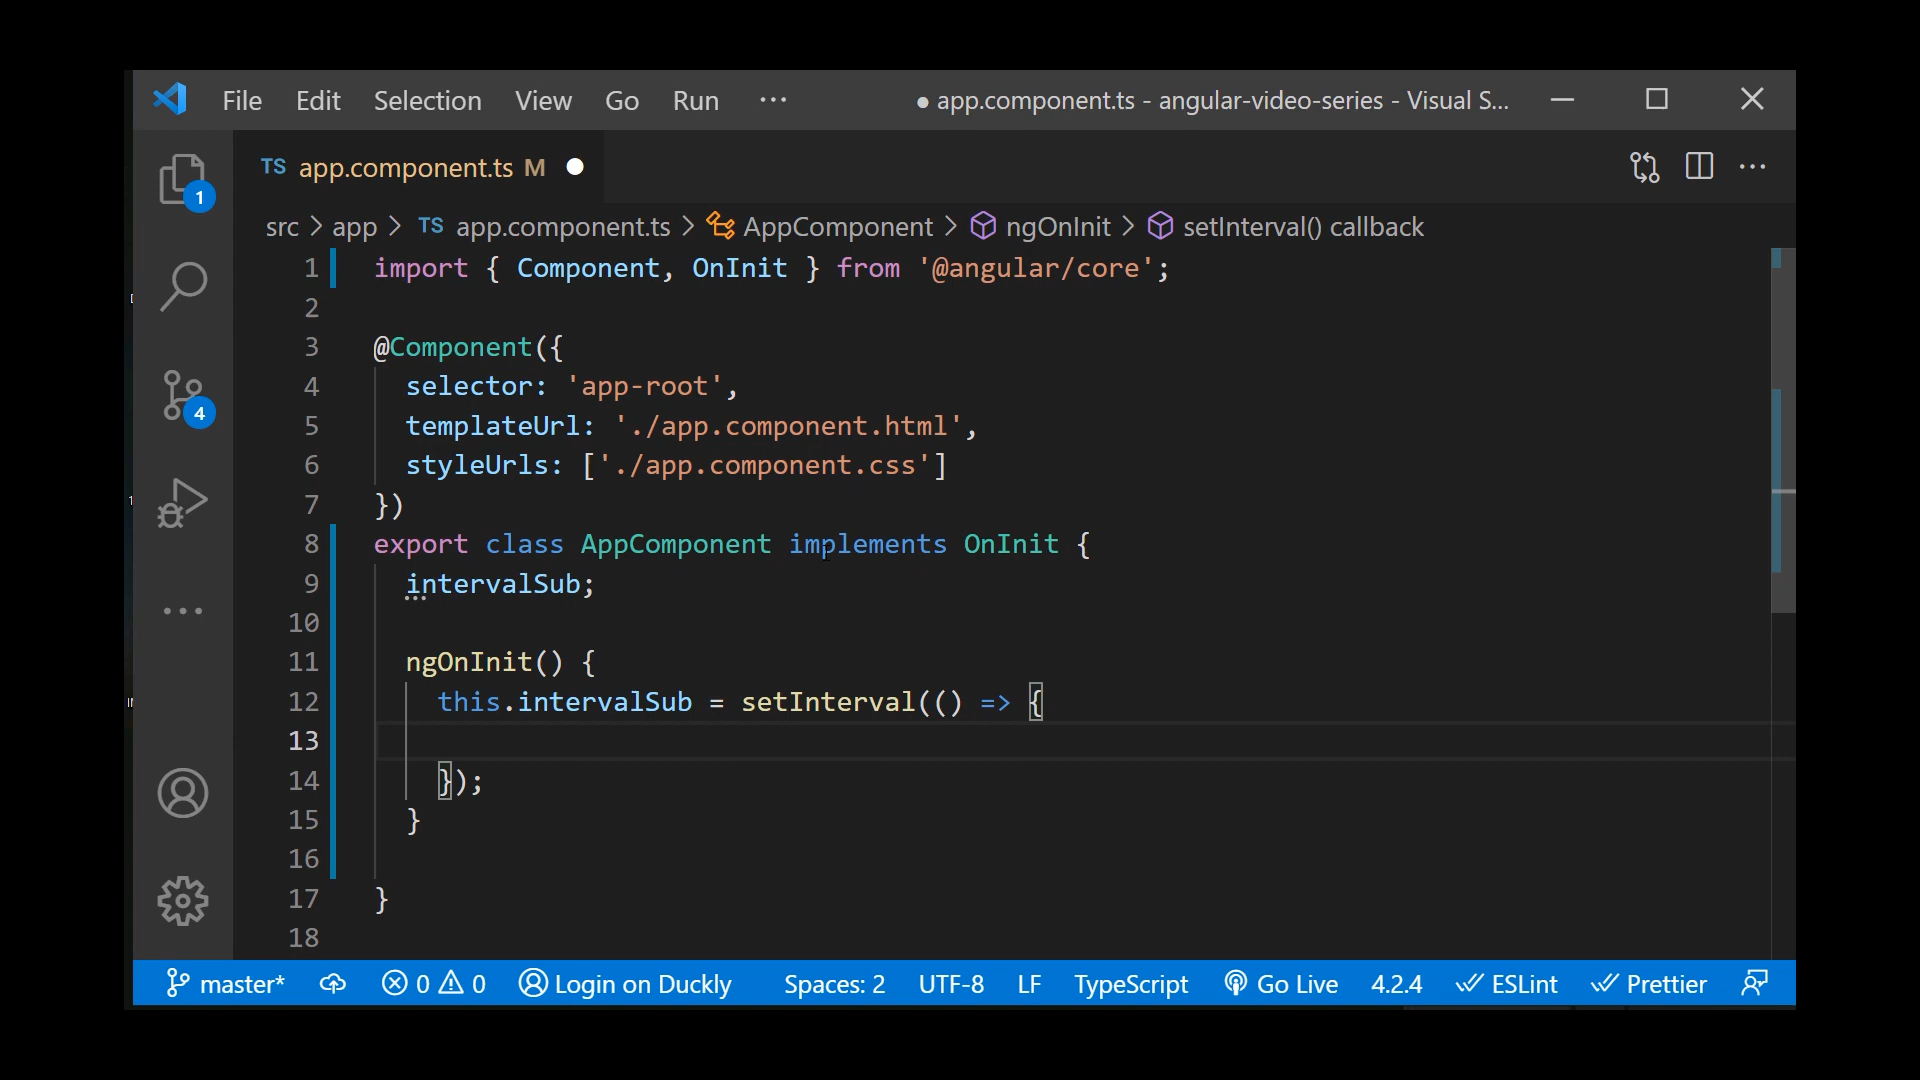 File Edit Selection View Go Run ··· ● app.component.ts - angular-video-series - Visual S...
TS app.component.ts M ●
src > app > TS app.component.ts > AppComponent > ngOnInit > setInterval() callback
1 import { Component, OnInit } from '@angular/core';
2
3 @Component({
4 selector: 'app-root',
5 templateUrl: './app.component.html',
6 styleUrls: ['./app.component.css']
7 })
8 export class AppComponent implements OnInit {
9 intervalSub;
10
11 ngOnInit() {
12 this.intervalSub = setInterval(() => {
13
14 });
15 }
16
17 }
18
1
4
master* 0 0 Login on Duckly Spaces: 2 UTF-8 LF TypeScript Go Live 4.2.4 ESLint Prettier